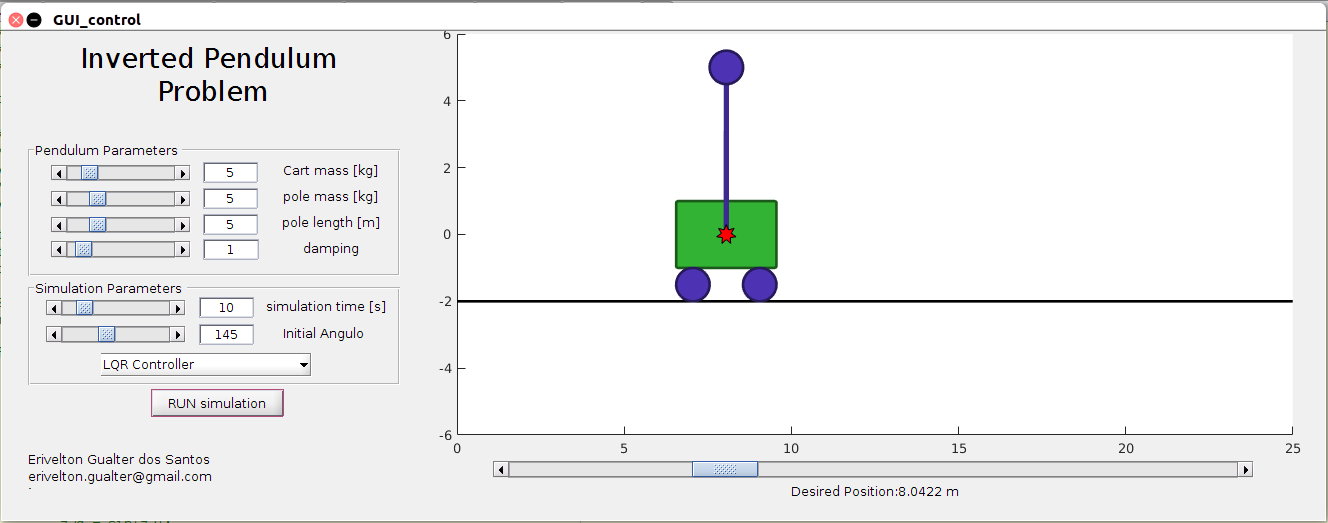 GUI_control
Inverted Pendulum
Problem
Pendulum Parameters
5 Cart mass [kg]
5 pole mass [kg]
5 pole length [m]
1 damping
Simulation Parameters
10 simulation time [s]
145 Initial Angulo
LQR Controller
RUN simulation
Erivelton Gualter dos Santos
erivelton.gualter@gmail.com
6
4
2
0
-2
-4
-6
0 5 10 15 20 25
Desired Position:8.0422 m